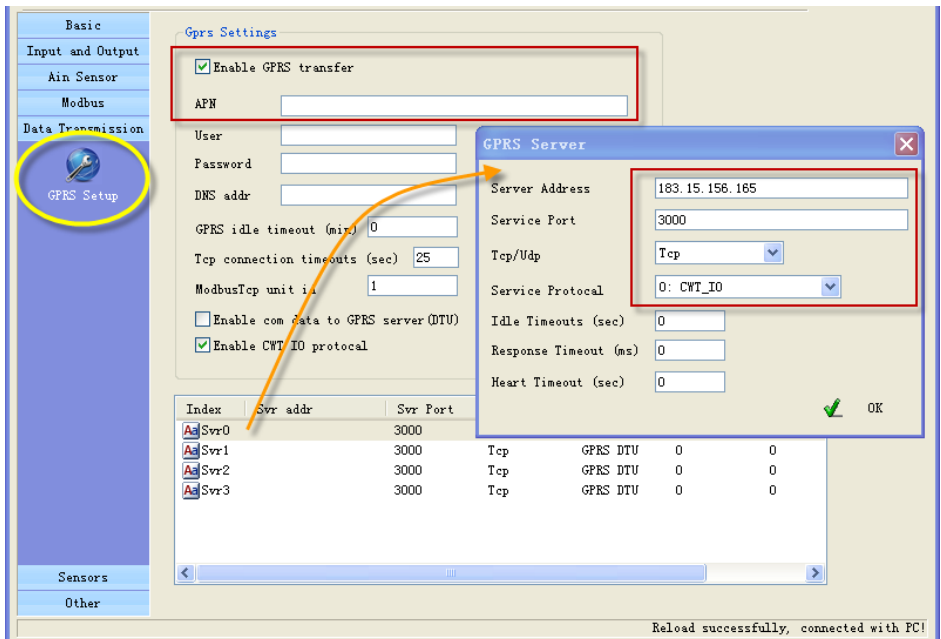 Basic
Input and Output
Ain Sensor
Modbus
Data Transmission
GPRS Setup
Sensors
Other
Gprs Settings
Enable GPRS transfer
APN
User
Password
DNS addr
GPRS idle timeout (min) 0
Tcp connection timeouts (sec) 25
ModbusTcp unit id 1
Enable com data to GPRS server(DTU)
Enable CWT_IO protocal
GPRS Server
Server Address 183.15.156.165
Service Port 3000
Tcp/Udp Tcp
Service Protocal 0: CWT_IO
Idle Timeouts (sec) 0
Response Timeout (ms) 0
Heart Timeout (sec) 0
OK
Index Svr addr Svr Port
Aa Svr0 3000
Aa Svr1 3000 Tcp GPRS DTU 0 0
Aa Svr2 3000 Tcp GPRS DTU 0 0
Aa Svr3 3000 Tcp GPRS DTU 0 0
Reload successfully, connected with PC!